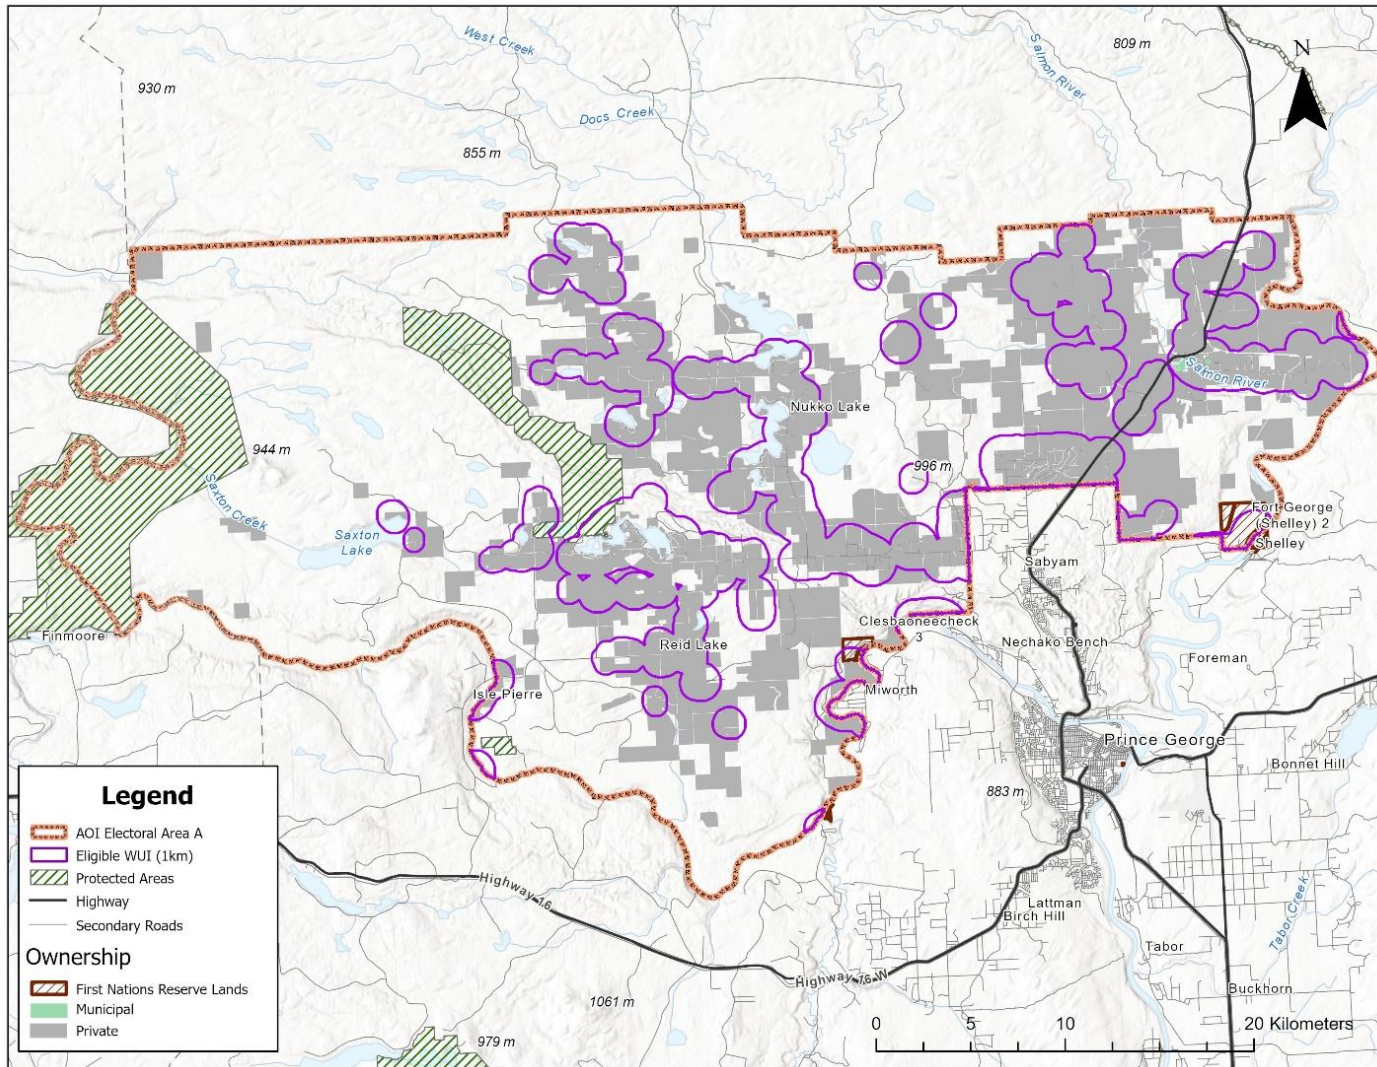 West Creek
Salmon River
809 m
N
930 m
Docs Creek
855 m
Salmon River
Nukko Lake
944 m
996 m
Saxton Creek
Saxton
Lake
Fort George
(Shelley) 2
Shelley
Sabyam
Finmoore
Clesbaoneecheck
3
Nechako Bench
Reid Lake
Foreman
Isle Pierre
Miworth
Prince George
Bonnet Hill
883 m
Legend
AOI Electoral Area A
Eligible WUI (1km)
Protected Areas
Highway
Secondary Roads
Ownership
First Nations Reserve Lands
Municipal
Private
Highway 16
Lattman
Birch Hill
Tabor Creek
Tabor
Highway 16 W
Buckhorn
1061 m
979 m
0 5 10 20 Kilometers